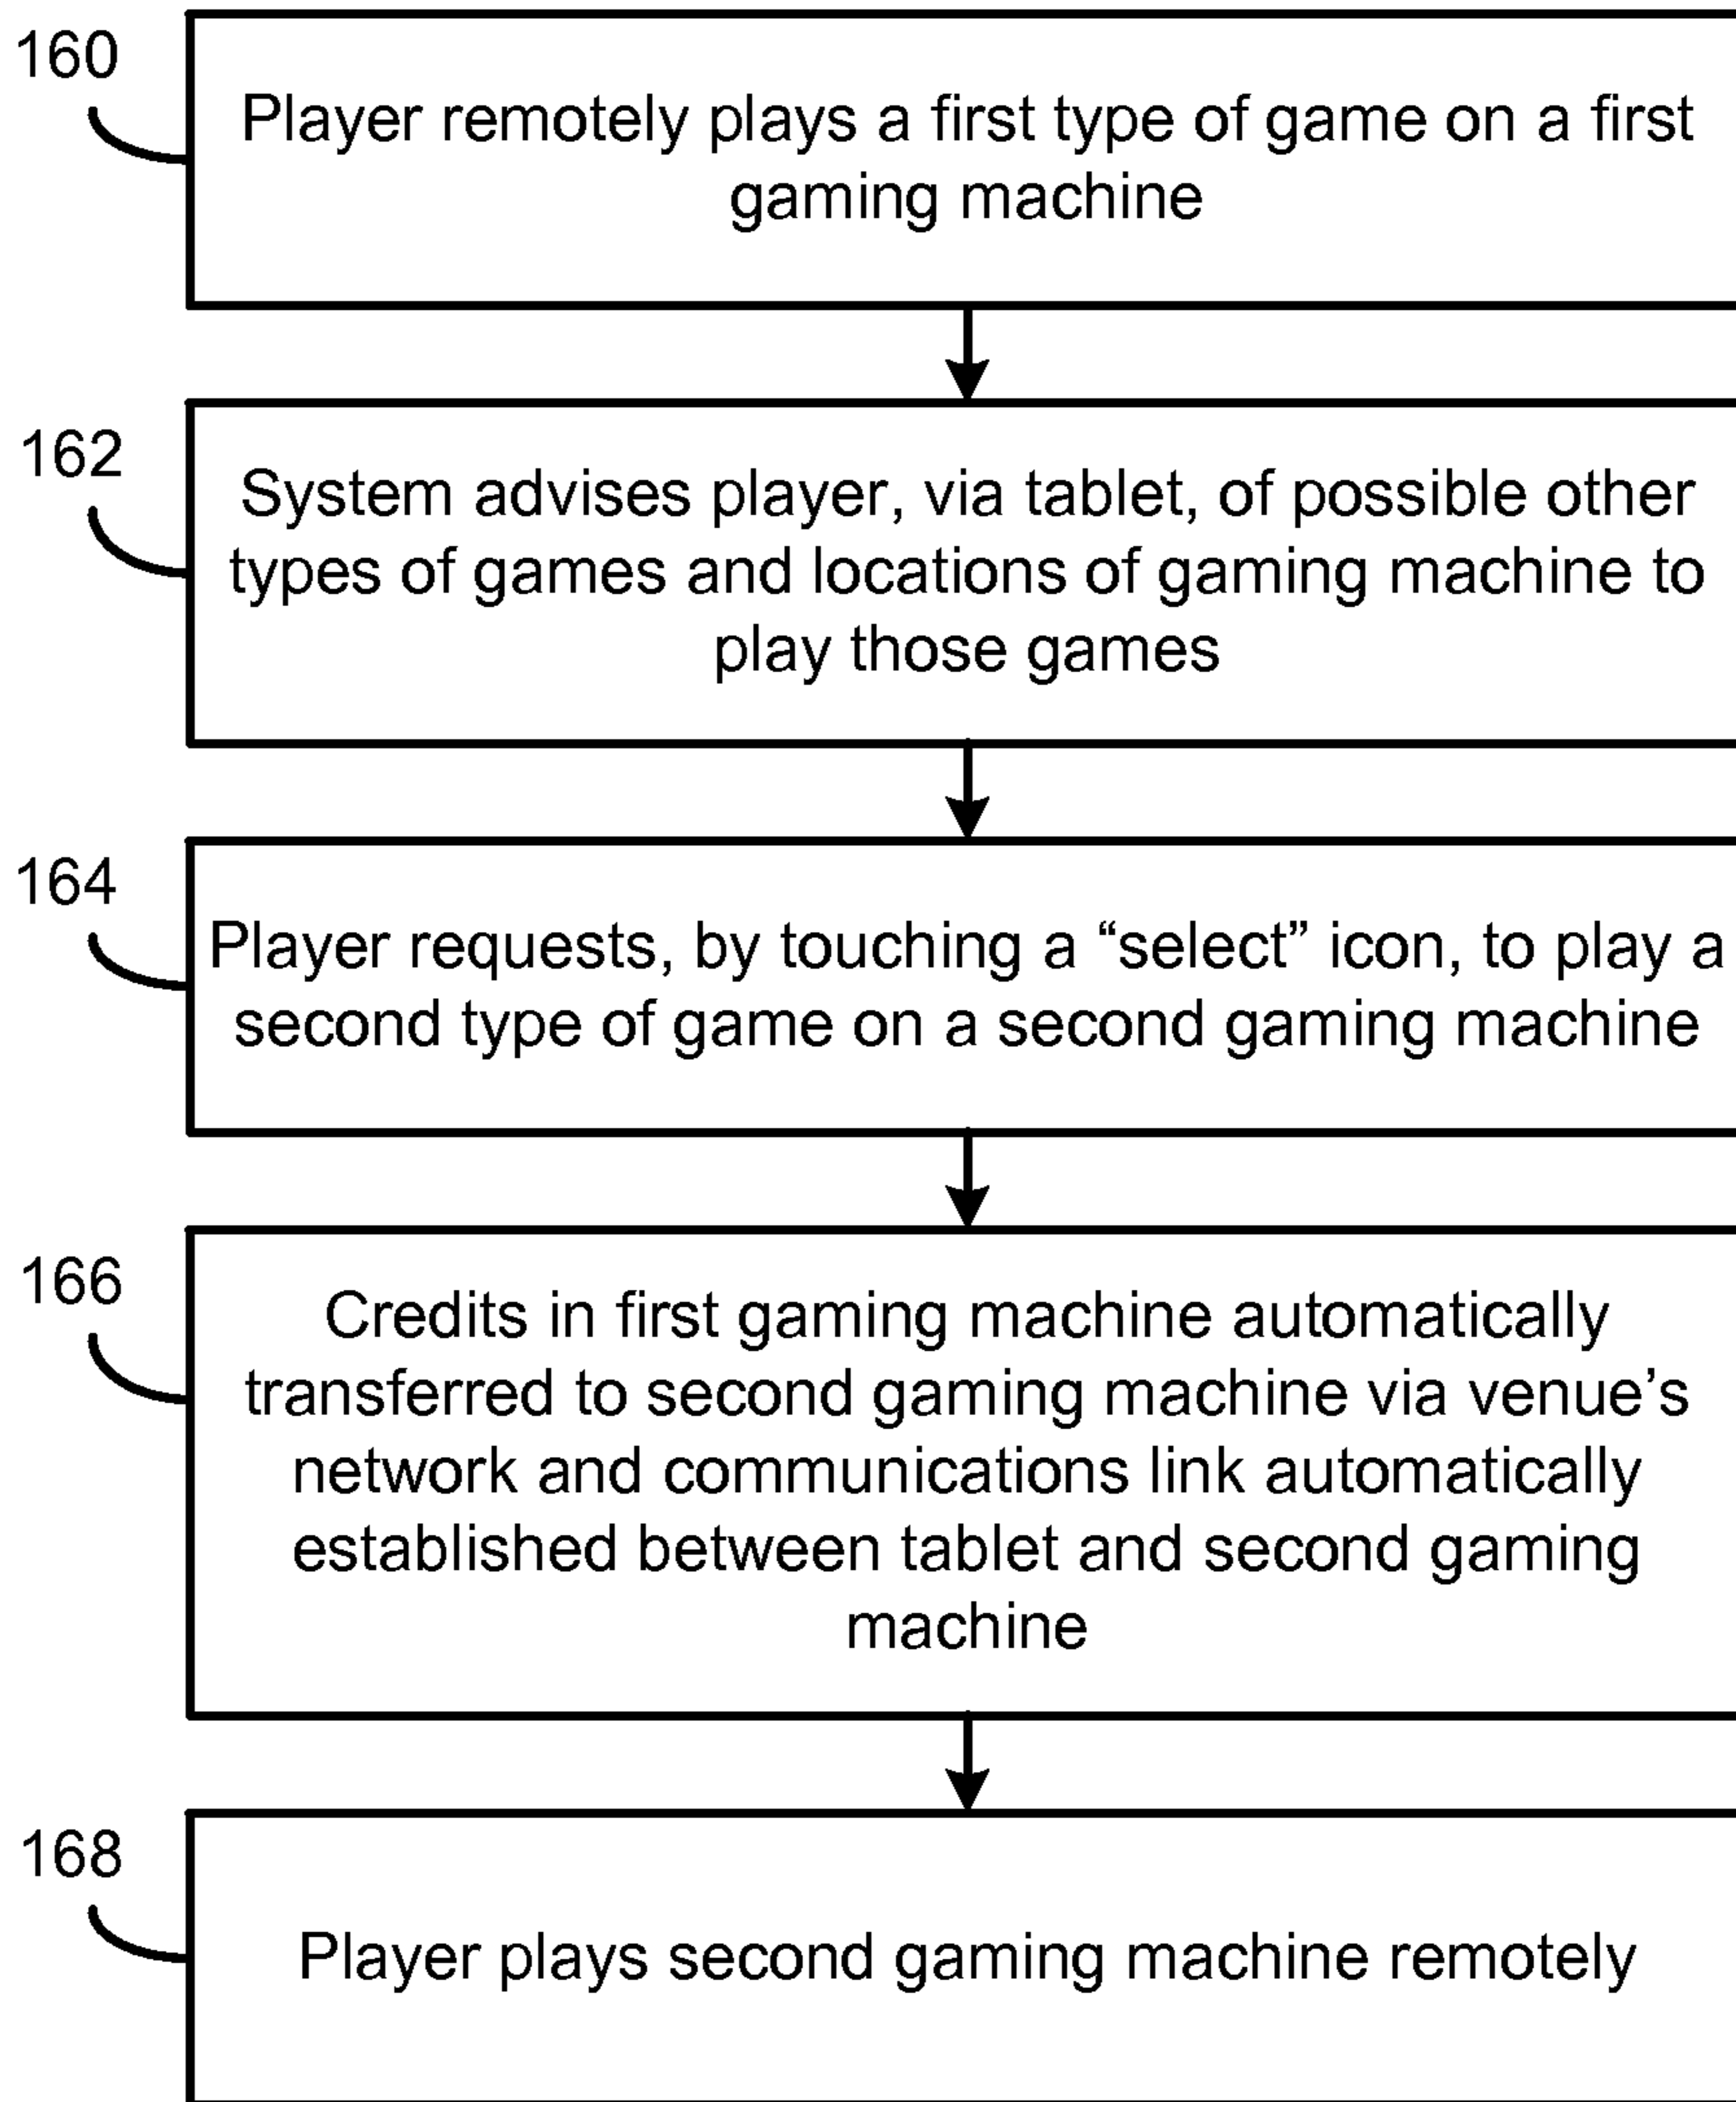 160
Player remotely plays a first type of game on a first
gaming machine
162
System advises player, via tablet, of possible other
types of games and locations of gaming machine to
play those games
164
Player requests, by touching a “select” icon, to play a
second type of game on a second gaming machine
166
Credits in first gaming machine automatically
transferred to second gaming machine via venue’s
network and communications link automatically
established between tablet and second gaming
machine
168
Player plays second gaming machine remotely